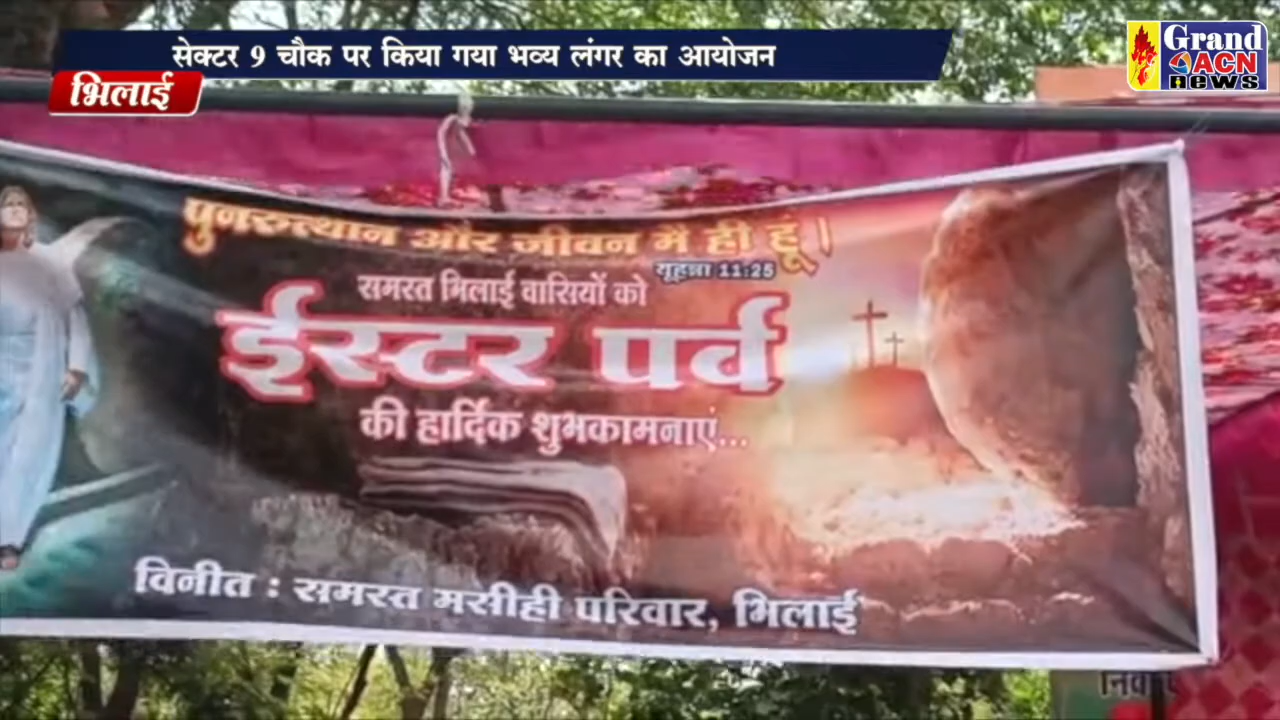 सेक्टर 9 चौक पर किया गया भव्य लंगर का आयोजन
भिलाई
Grand
ACN
news
पुनरुत्थान और जीवन मैं ही हूं।
यूहन्ना 11:25
समस्त भिलाई वासियों को
ईस्टर पर्व
की हार्दिक शुभकामनाएं...
विनीत : समस्त मसीही परिवार, भिलाई